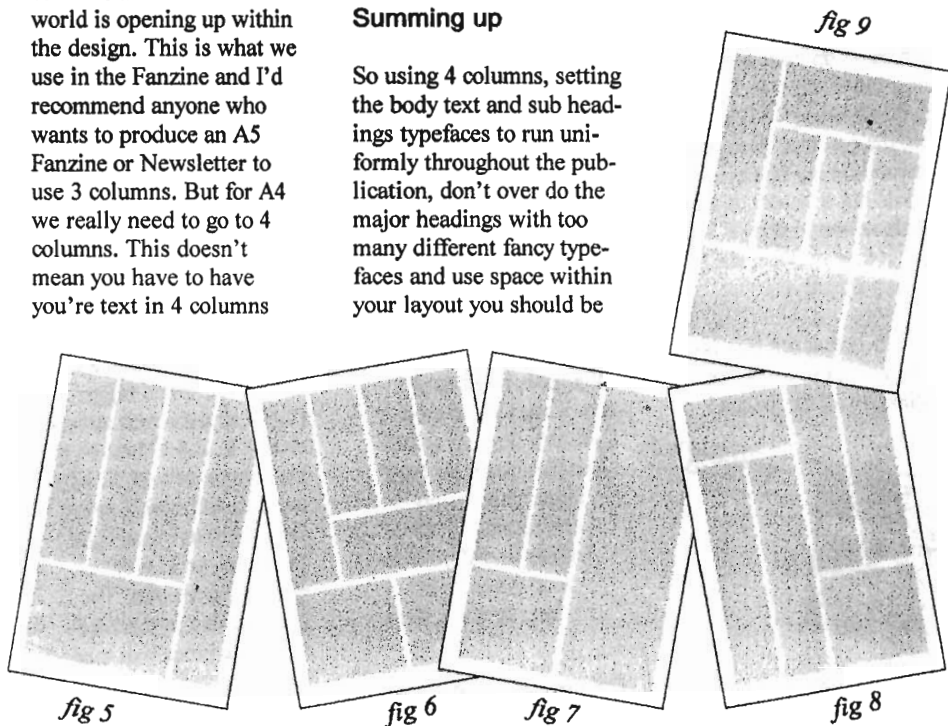 world is opening up within
the design. This is what we
use in the Fanzine and I'd
recommend anyone who
wants to produce an A5
Fanzine or Newsletter to
use 3 columns. But for A4
we really need to go to 4
columns. This doesn't
mean you have to have
you're text in 4 columns
Summing up
So using 4 columns, setting
the body text and sub head-
ings typefaces to run uni-
formly throughout the pub-
lication, don't over do the
major headings with too
many different fancy type-
faces and use space within
your layout you should be
fig 9
fig 5
fig 6
fig 7
fig 8